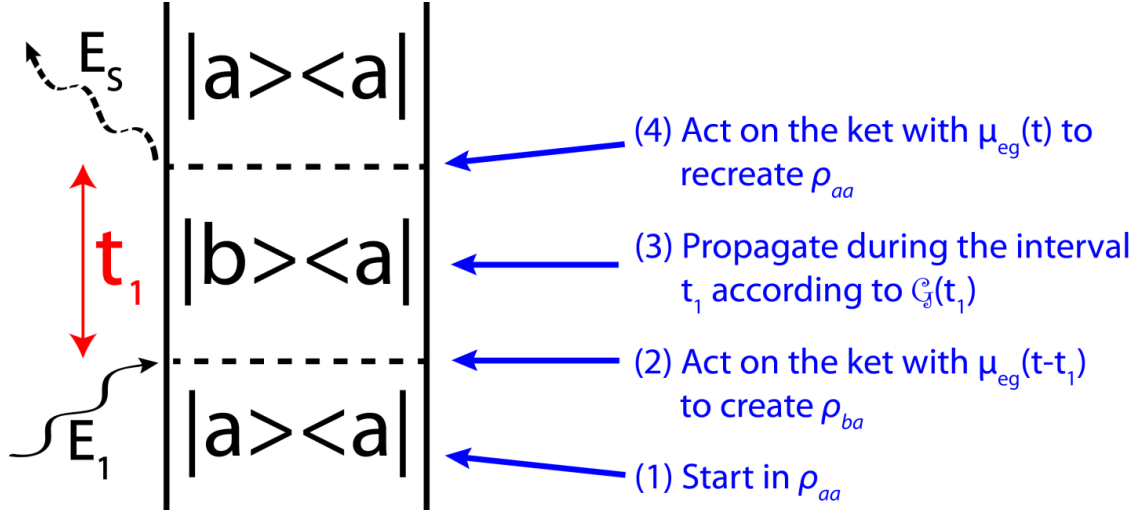 |a><a|
E_S
(4) Act on the ket with μ_eg(t) to
recreate ρ_aa
t_1
|b><a|
(3) Propagate during the interval
t_1 according to 𝒢(t_1)
(2) Act on the ket with μ_eg(t-t_1)
to create ρ_ba
E_1
|a><a|
(1) Start in ρ_aa